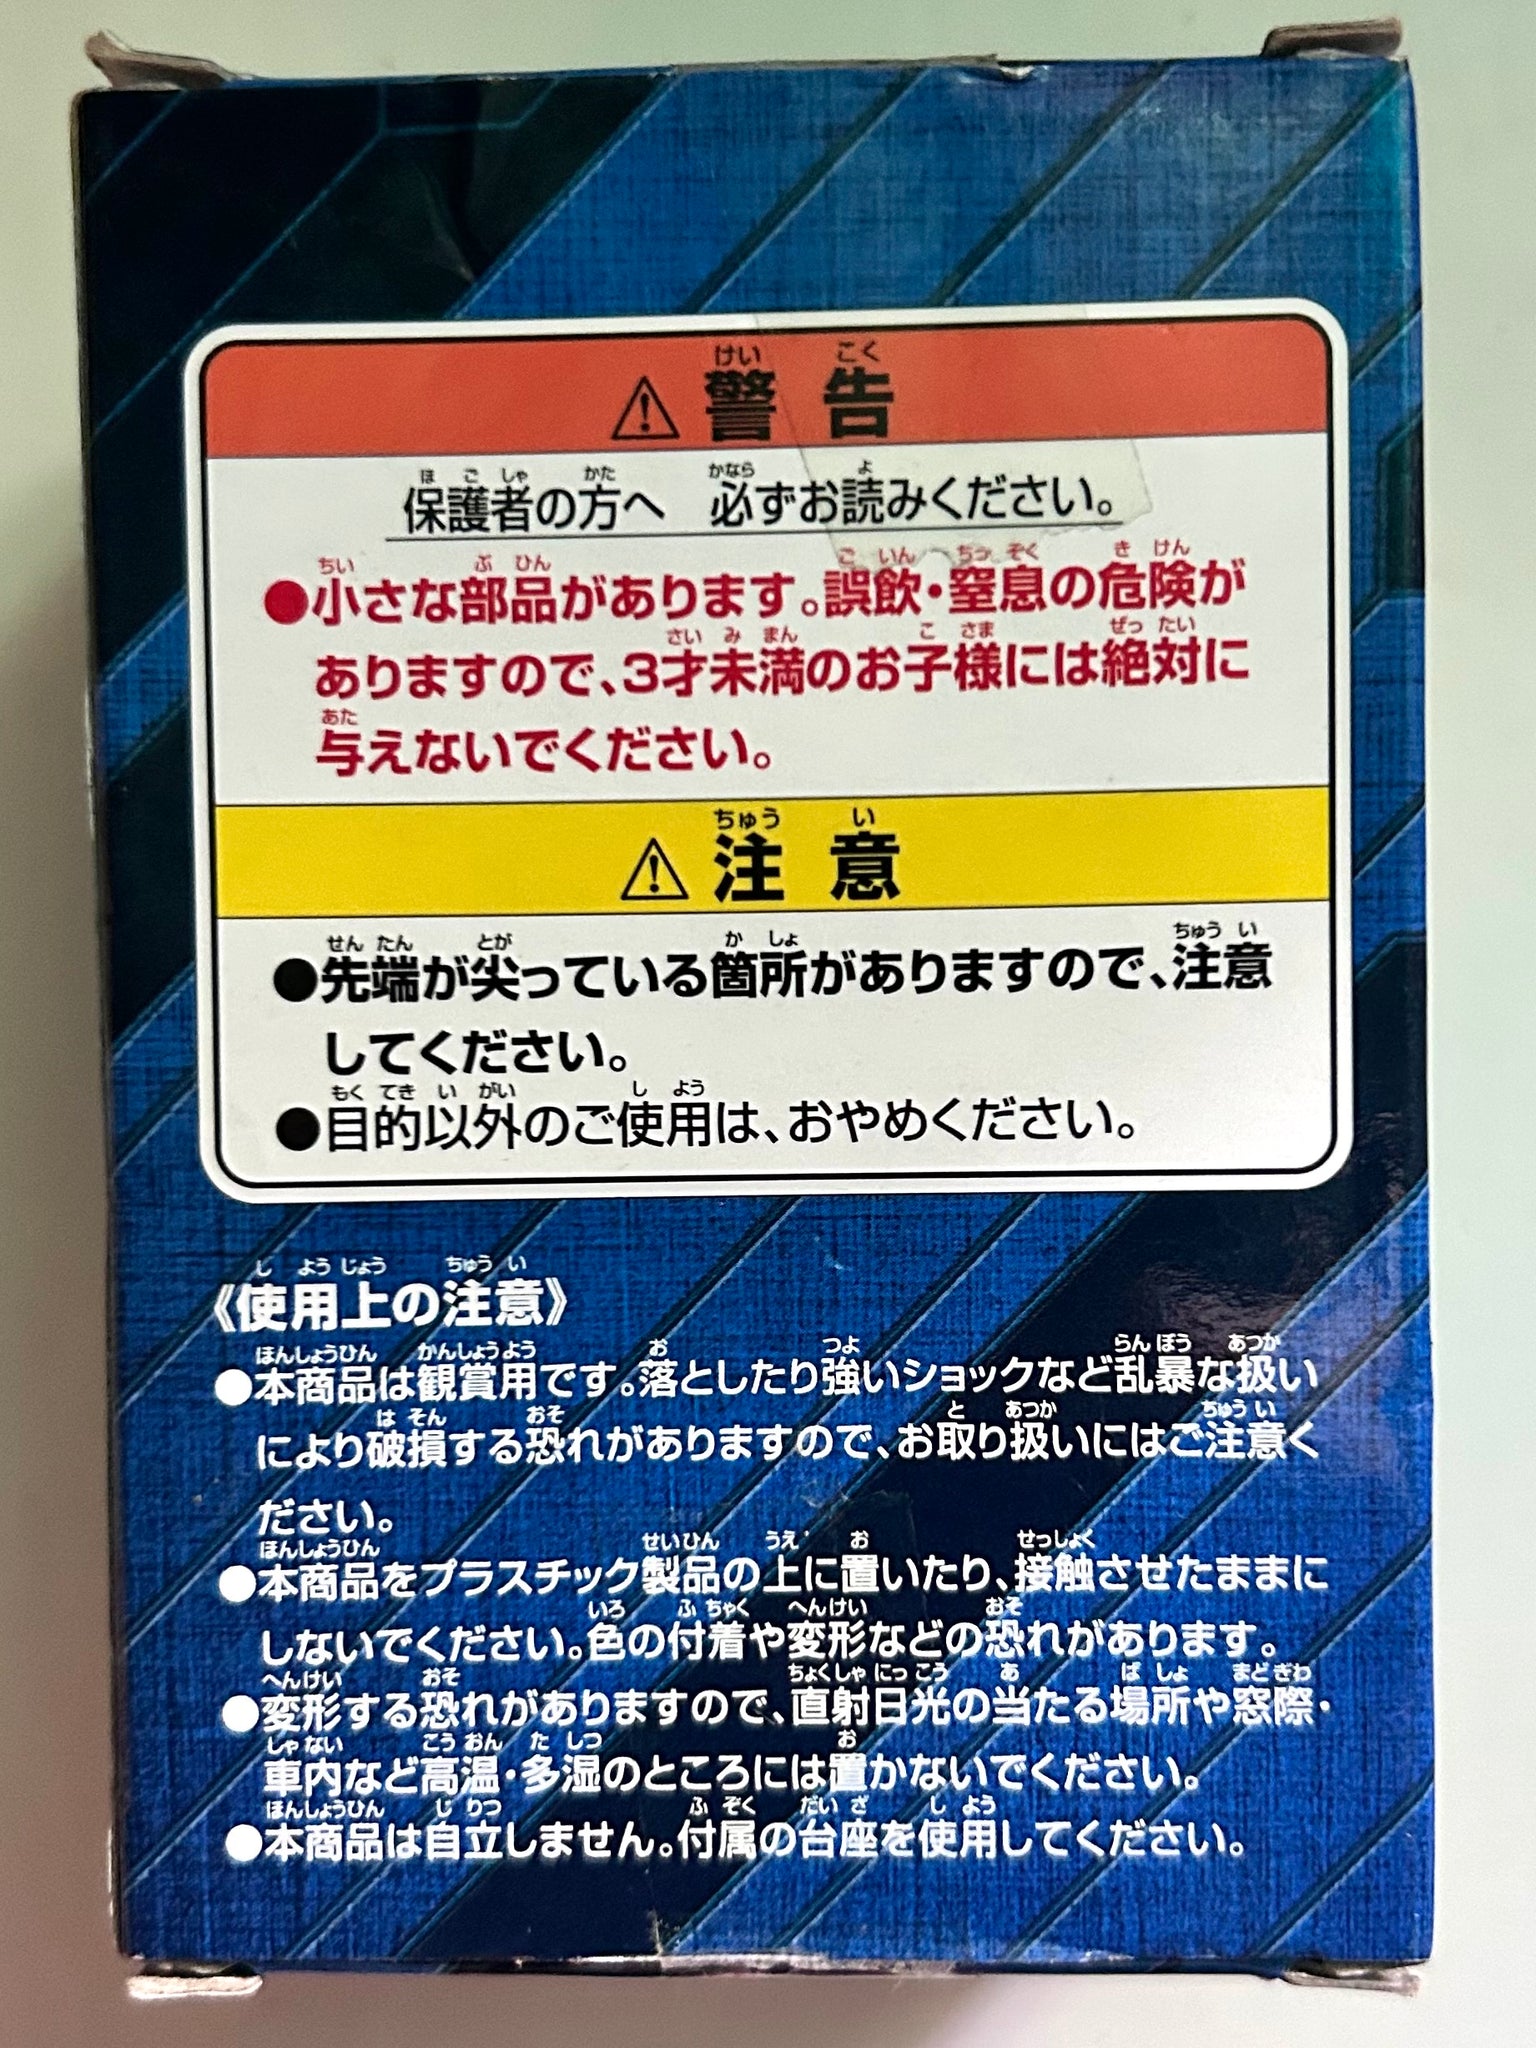 ⚠警告
保護者の方へ 必ずお読みください。
●小さな部品があります。誤飲・窒息の危険が
ありますので、3才未満のお子様には絶対に
与えないでください。
⚠注意
●先端が尖っている箇所がありますので、注意
してください。
●目的以外のご使用は、おやめください。
《使用上の注意》
●本商品は観賞用です。落としたり強いショックなど乱暴な扱い
により破損する恐れがありますので、お取り扱いにはご注意く
ださい。
●本商品をプラスチック製品の上に置いたり、接触させたままに
しないでください。色の付着や変形などの恐れがあります。
●変形する恐れがありますので、直射日光の当たる場所や窓際・
車内など高温・多湿のところには置かないでください。
●本商品は自立しません。付属の台座を使用してください。